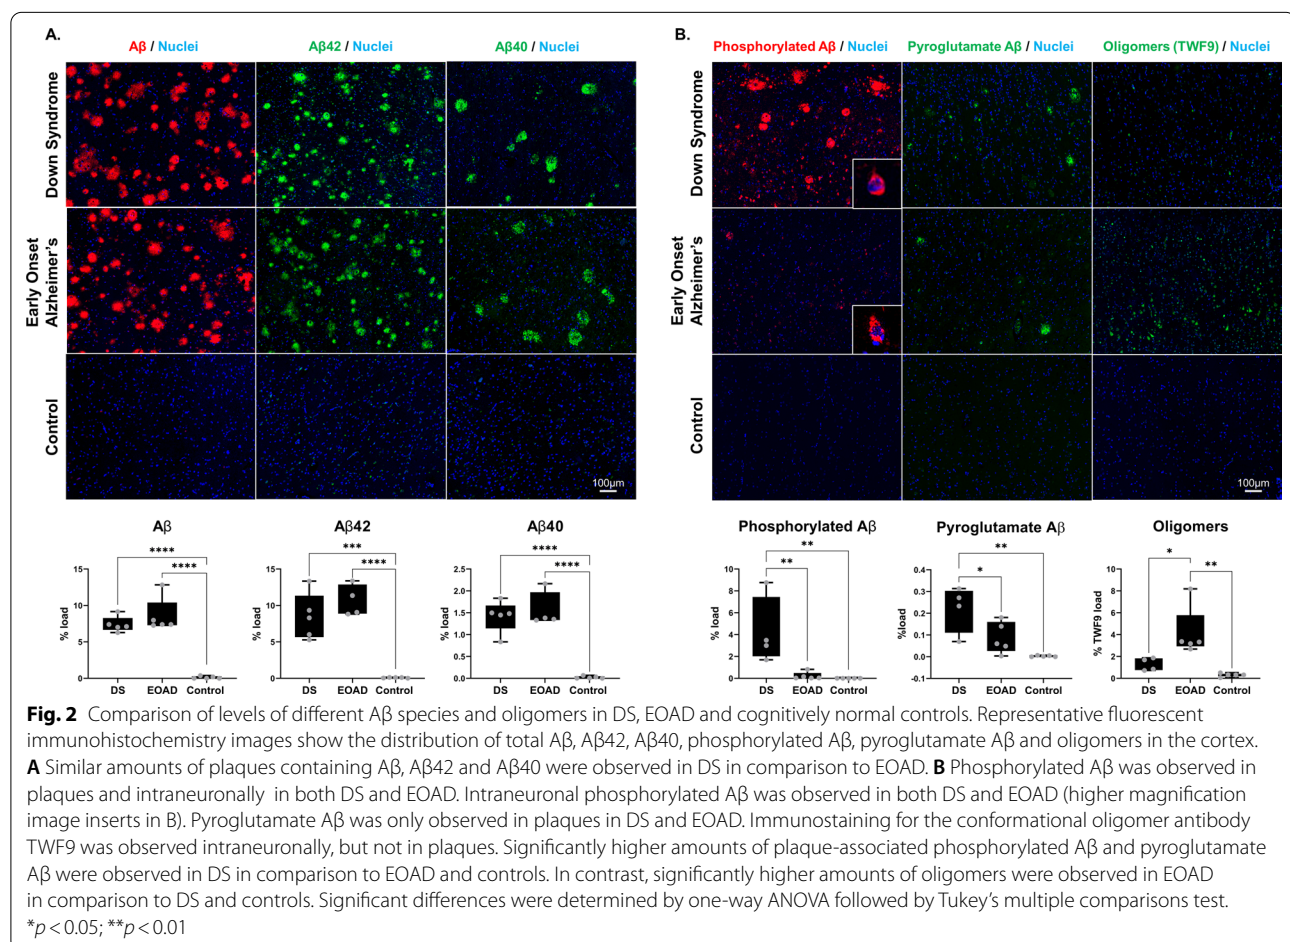 A.
Aβ / Nuclei
Aβ42 / Nuclei
Aβ40 / Nuclei
Down Syndrome
Early Onset
Alzheimer's
Control
100μm
B.
Phosphorylated Aβ / Nuclei
Pyroglutamate Aβ / Nuclei
Oligomers (TWF9) / Nuclei
Down Syndrome
Early Onset
Alzheimer's
Control
100μm
Aβ
****
****
% load
15
10
5
0
DS EOAD Control
Aβ42
***
****
% load
15
10
5
0
DS EOAD Control
Aβ40
****
****
% load
2.5
2.0
1.5
1.0
0.5
0.0
DS EOAD Control
Phosphorylated Aβ
**
**
% load
10
8
6
4
2
0
DS EOAD Control
Pyroglutamate Aβ
**
*
%load
0.4
0.3
0.2
0.1
0.0
-0.1
DS EOAD Control
Oligomers
*
**
% TWF9 load
10
8
6
4
2
0
DS EOAD Control
Fig. 2 Comparison of levels of different Aβ species and oligomers in DS, EOAD and cognitively normal controls. Representative fluorescent
immunohistochemistry images show the distribution of total Aβ, Aβ42, Aβ40, phosphorylated Aβ, pyroglutamate Aβ and oligomers in the cortex.
A Similar amounts of plaques containing Aβ, Aβ42 and Aβ40 were observed in DS in comparison to EOAD. B Phosphorylated Aβ was observed in
plaques and intraneuronally in both DS and EOAD. Intraneuronal phosphorylated Aβ was observed in both DS and EOAD (higher magnification
image inserts in B). Pyroglutamate Aβ was only observed in plaques in DS and EOAD. Immunostaining for the conformational oligomer antibody
TWF9 was observed intraneuronally, but not in plaques. Significantly higher amounts of plaque-associated phosphorylated Aβ and pyroglutamate
Aβ were observed in DS in comparison to EOAD and controls. In contrast, significantly higher amounts of oligomers were observed in EOAD
in comparison to DS and controls. Significant differences were determined by one-way ANOVA followed by Tukey's multiple comparisons test.
*p < 0.05; **p < 0.01